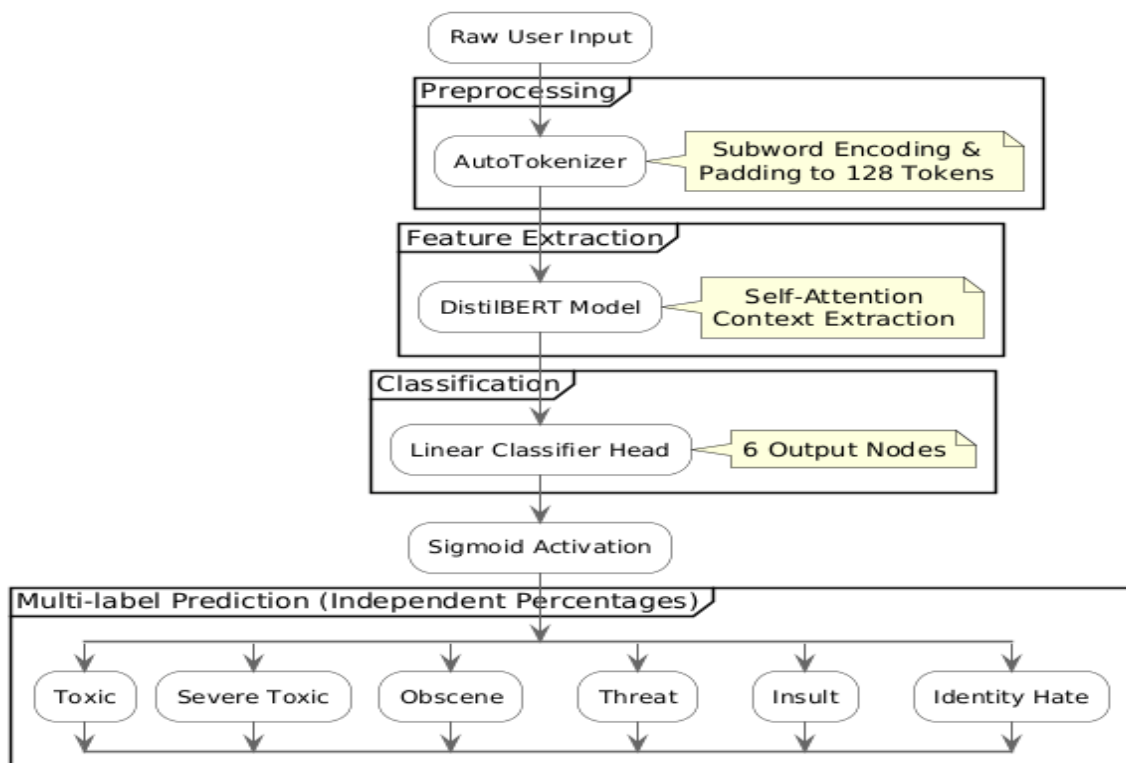 Raw User Input
Preprocessing
AutoTokenizer
Subword Encoding &
Padding to 128 Tokens
Feature Extraction
DistilBERT Model
Self-Attention
Context Extraction
Classification
Linear Classifier Head
6 Output Nodes
Sigmoid Activation
Multi-label Prediction (Independent Percentages)
Toxic
Severe Toxic
Obscene
Threat
Insult
Identity Hate